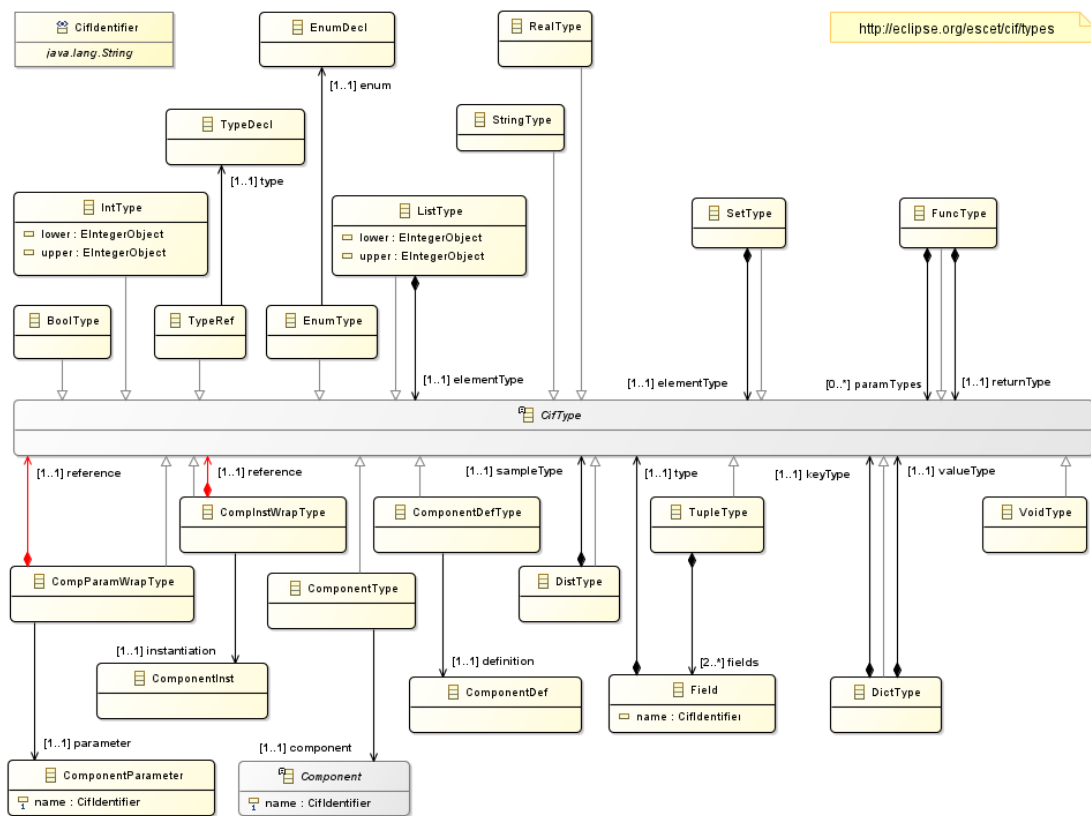 CifIdentifier
java.lang.String
EnumDecl
RealType
http://eclipse.org/escet/cif/types
[1..1] enum
TypeDecl
StringType
[1..1] type
IntType
lower : EIntegerObject
upper : EIntegerObject
ListType
lower : EIntegerObject
upper : EIntegerObject
SetType
FuncType
BoolType
TypeRef
EnumType
[1..1] elementType
[1..1] elementType
[0..*] paramTypes
[1..1] returnType
CifType
[1..1] reference
[1..1] reference
[1..1] sampleType
[1..1] type
[1..1] keyType
[1..1] valueType
CompInstWrapType
ComponentDefType
TupleType
VoidType
CompParamWrapType
ComponentType
DistType
[1..1] instantiation
[1..1] definition
[2..*] fields
ComponentInst
ComponentDef
Field
name : CifIdentifier
DictType
[1..1] parameter
[1..1] component
ComponentParameter
name : CifIdentifier
Component
name : CifIdentifier